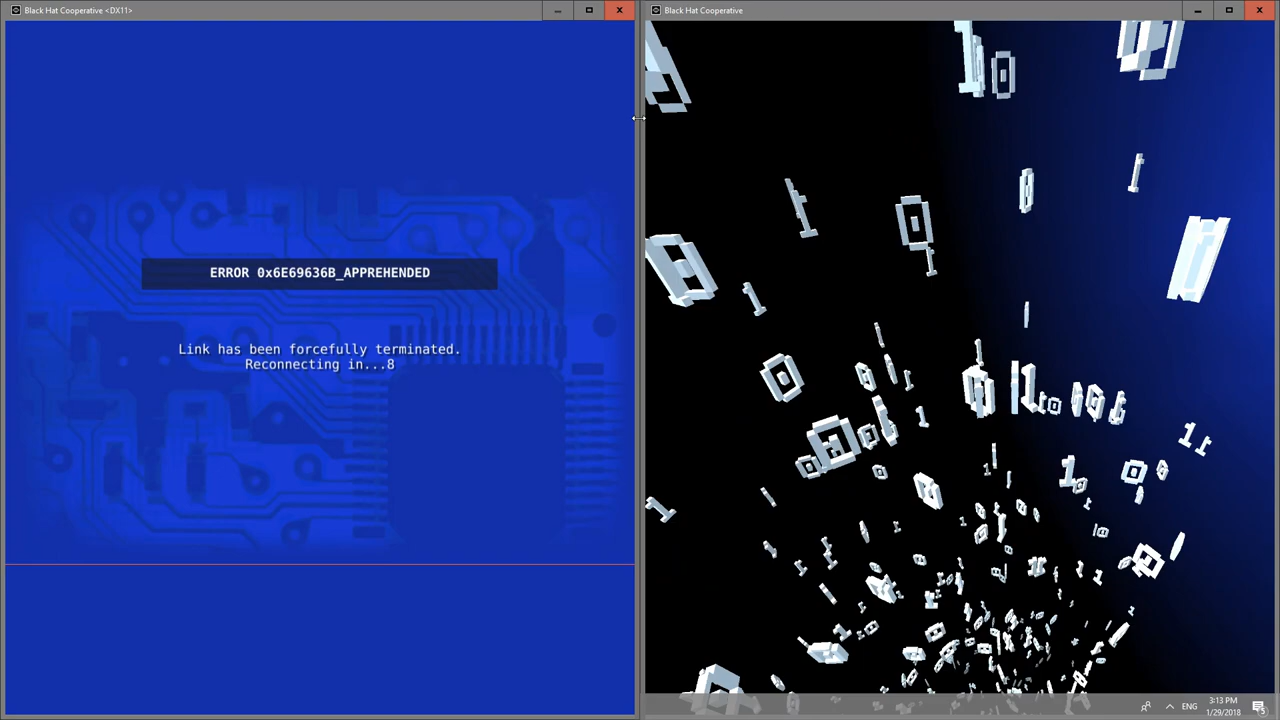 Black Hat Cooperative <DX11>
ERROR 0x6E69636B_APPREHENDED
Link has been forcefully terminated.
Reconnecting in...8
Black Hat Cooperative
ENG
3:13 PM
1/29/2018
5